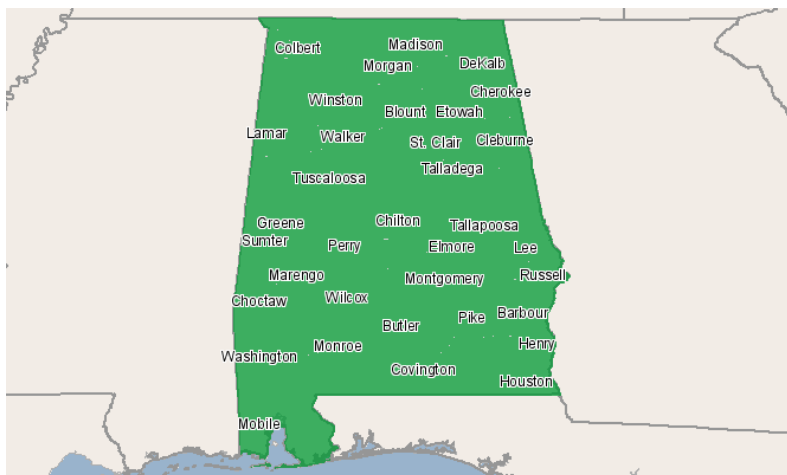 Madison
Colbert
DeKalb
Morgan
Cherokee
Winston
Blount
Etowah
Lamar
Walker
St. Clair
Cleburne
Talladega
Tuscaloosa
Chilton
Greene
Tallapoosa
Sumter
Perry
Elmore
Lee
Marengo
Montgomery
Russell
Choctaw
Wilcox
Barbour
Pike
Butler
Henry
Monroe
Washington
Covington
Houston
Mobile